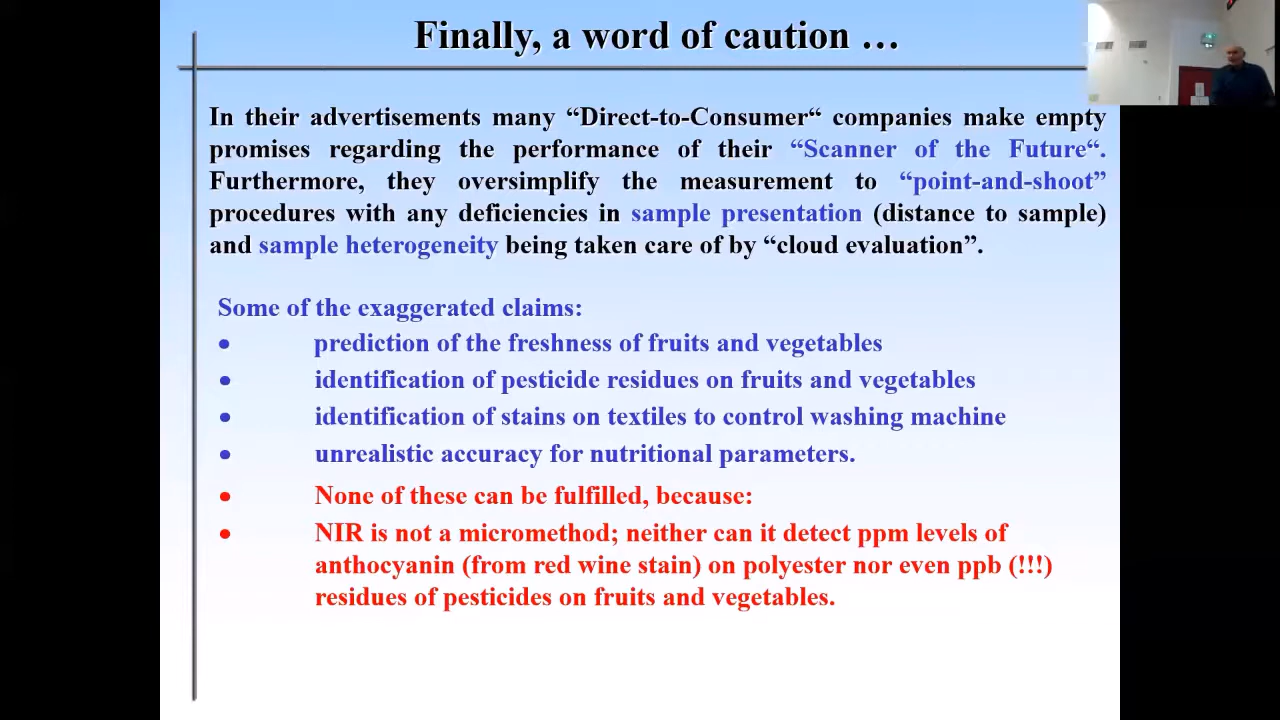 Finally, a word of caution …
In their advertisements many “Direct-to-Consumer“ companies make empty
promises regarding the performance of their “Scanner of the Future“.
Furthermore, they oversimplify the measurement to “point-and-shoot”
procedures with any deficiencies in sample presentation (distance to sample)
and sample heterogeneity being taken care of by “cloud evaluation”.
Some of the exaggerated claims:
• prediction of the freshness of fruits and vegetables
• identification of pesticide residues on fruits and vegetables
• identification of stains on textiles to control washing machine
• unrealistic accuracy for nutritional parameters.
• None of these can be fulfilled, because:
• NIR is not a micromethod; neither can it detect ppm levels of
anthocyanin (from red wine stain) on polyester nor even ppb (!!!)
residues of pesticides on fruits and vegetables.